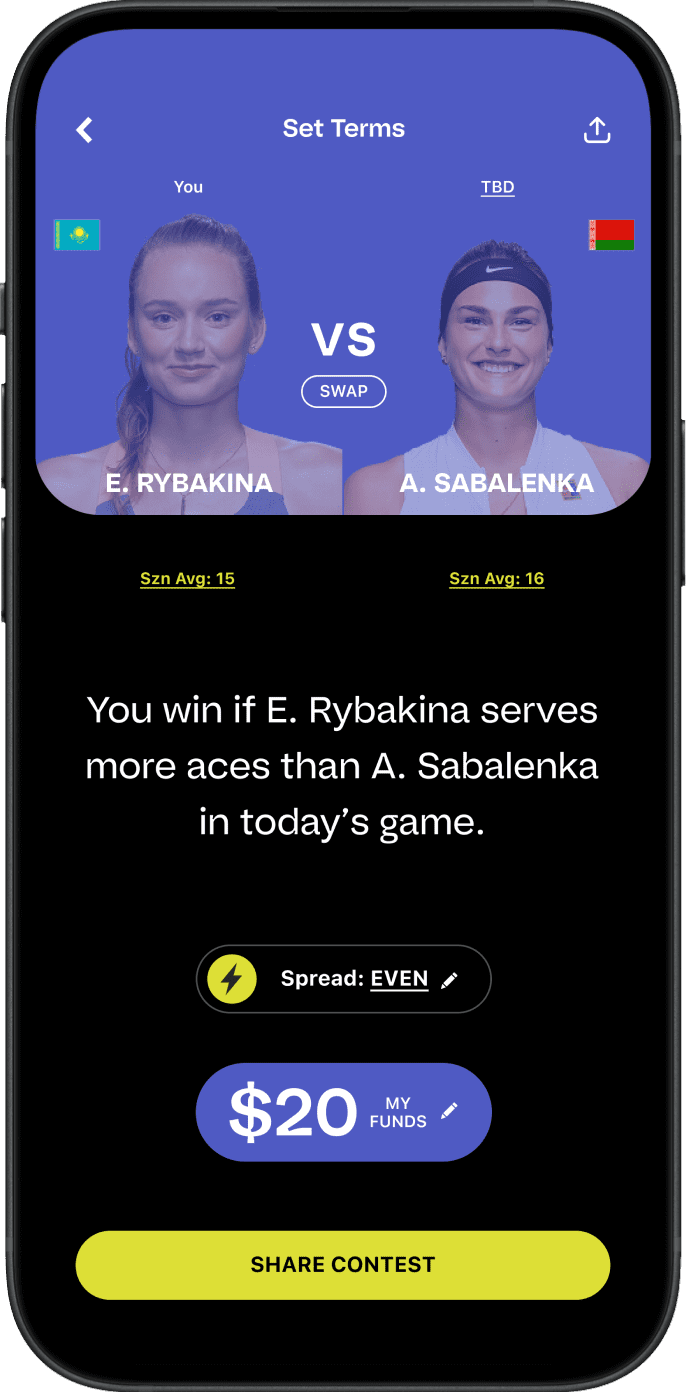 Set Terms
You
TBD
VS
SWAP
E. RYBAKINA
A. SABALENKA
Szn Avg: 15
Szn Avg: 16
You win if E. Rybakina serves
more aces than A. Sabalenka
in today’s game.
Spread: EVEN
$20
MY
FUNDS
SHARE CONTEST